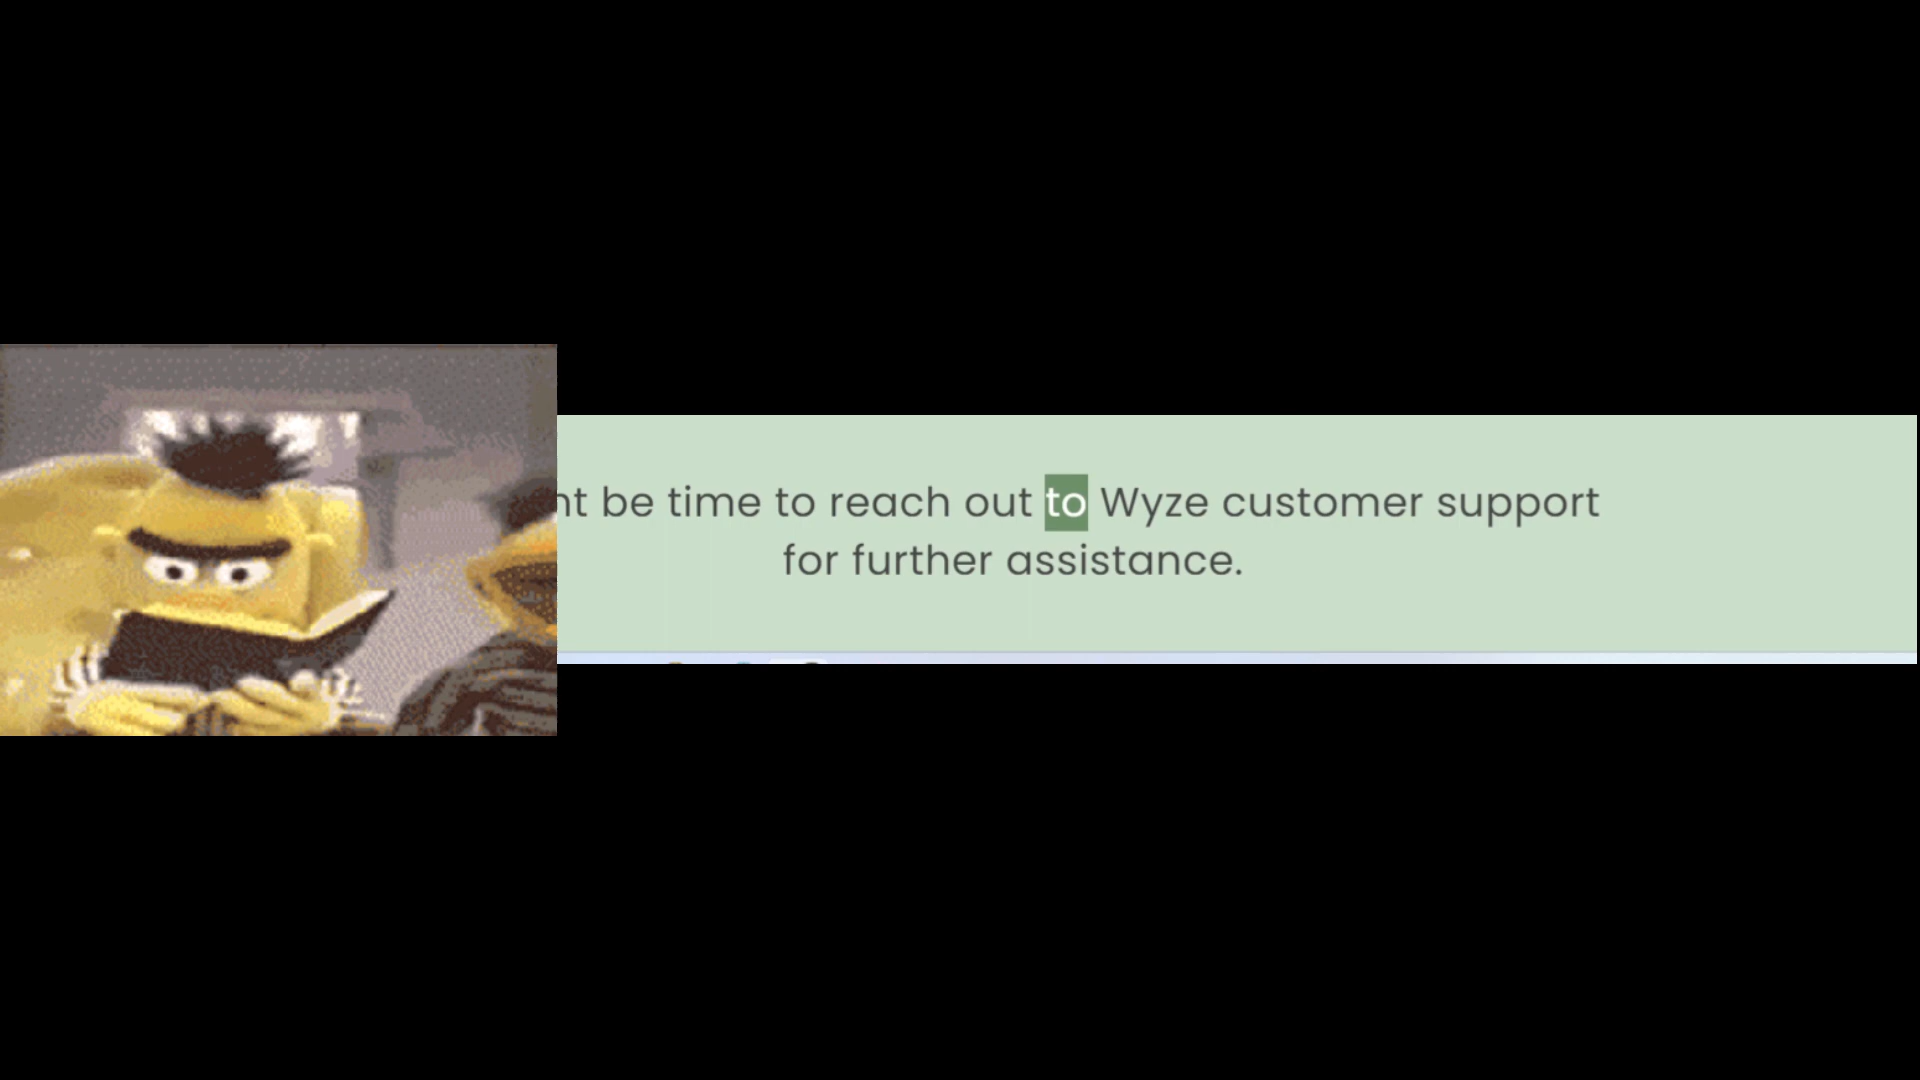 be time to reach out to Wyze customer support
for further assistance.